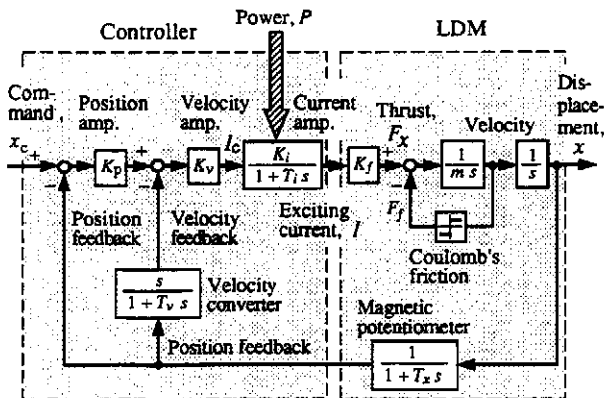 Controller
Power, P
LDM
Com-
mand,
x_c
Position
amp.
Velocity
amp.
I_c
Current
amp.
Thrust,
F_x
Velocity
Dis-
place-
ment,
x
+
−
K_p
+
−
K_v
K_i
1 + T_i s
K_f
+
−
1
m s
1
s
Position
feedback
Velocity
feedback
Exciting
current, I
F_f
Coulomb's
friction
s
1 + T_v s
Velocity
converter
Magnetic
potentiometer
Position feedback
1
1 + T_x s